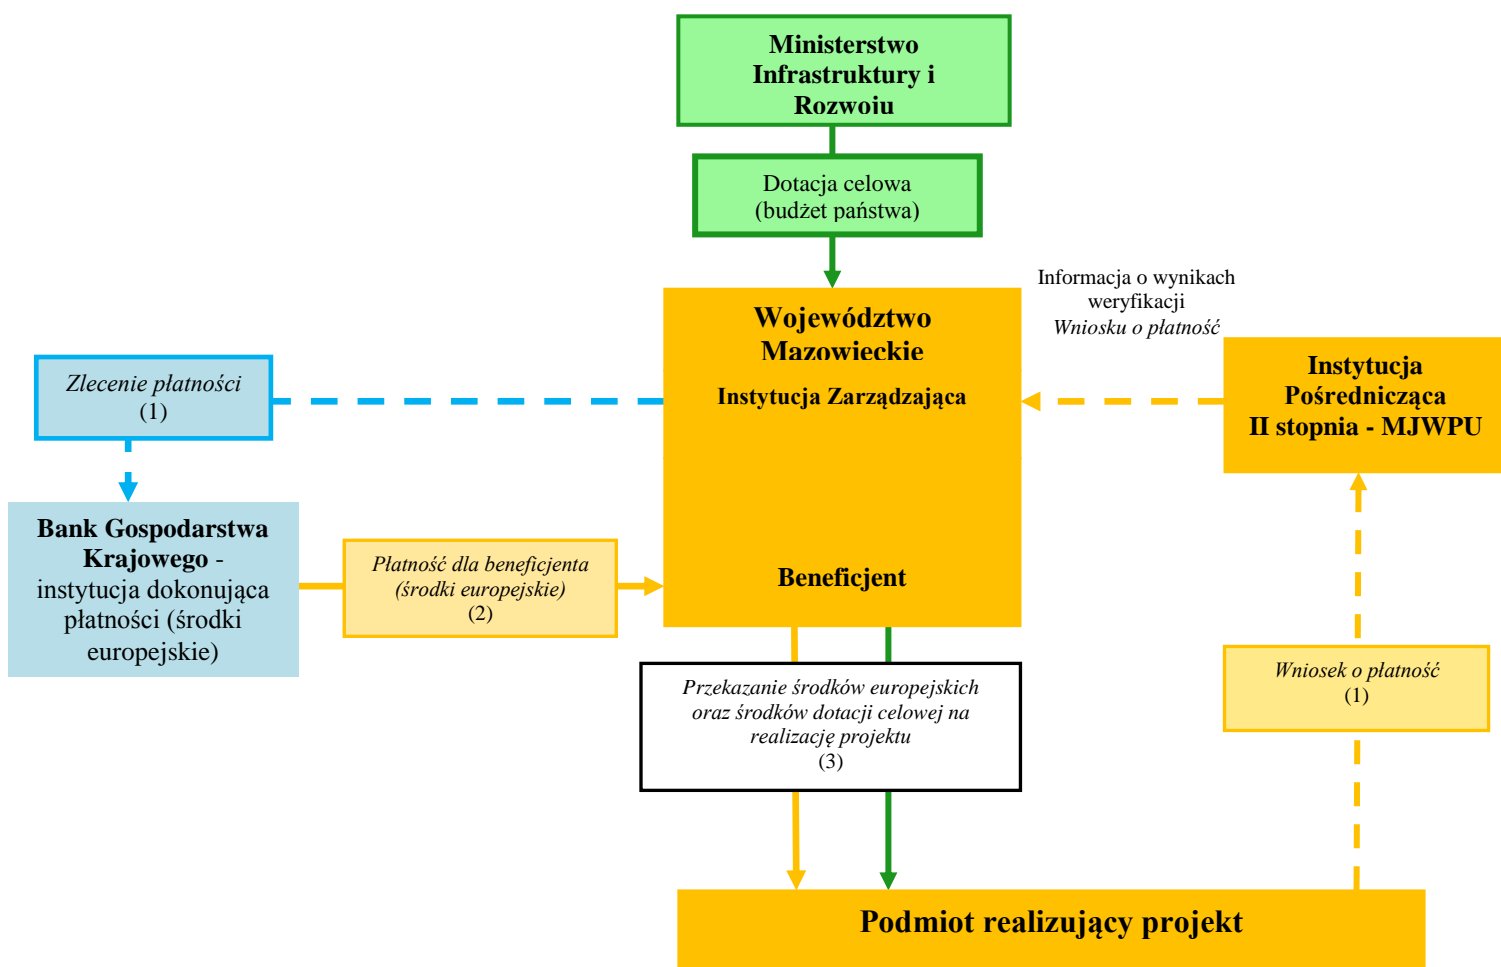 Ministerstwo
Infrastruktury i
Rozwoiu
Dotacja celowa
(budżet państwa)
Informacja o wynikach
weryfikacji
Wniosku o płatność
Województwo
Mazowieckie
Instytucja Zarządzająca
Beneficjent
Zlecenie płatności
(1)
Instytucja
Pośrednicząca
II stopnia - MJWPU
Bank Gospodarstwa
Krajowego -
instytucja dokonująca
płatności (środki
europejskie)
Płatność dla beneficjenta
(środki europejskie)
(2)
Przekazanie środków europejskich
oraz środków dotacji celowej na
realizację projektu
(3)
Wniosek o płatność
(1)
Podmiot realizujący projekt